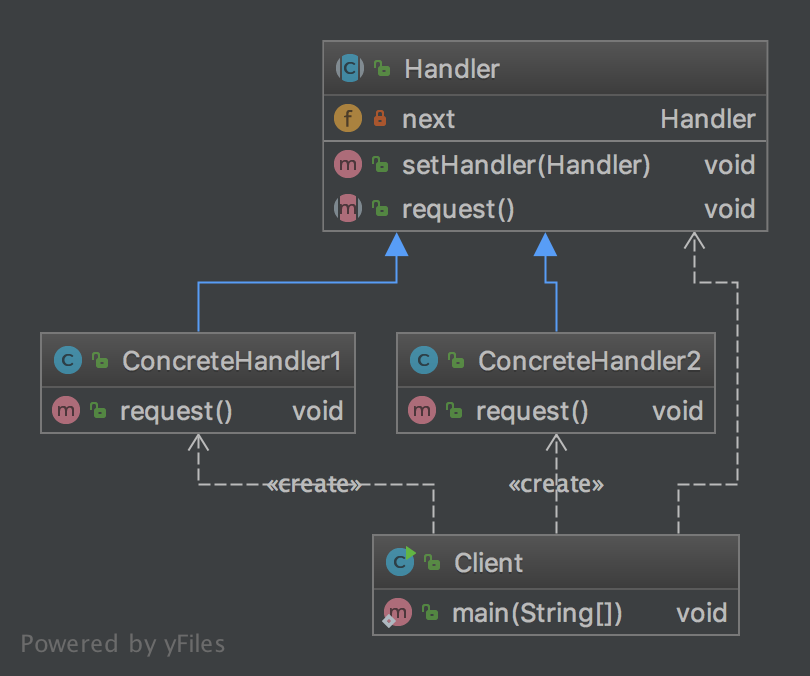 Handler
next Handler
setHandler(Handler) void
request() void
ConcreteHandler1
request() void
ConcreteHandler2
request() void
«create»
«create»
Client
main(String[]) void
Powered by yFiles